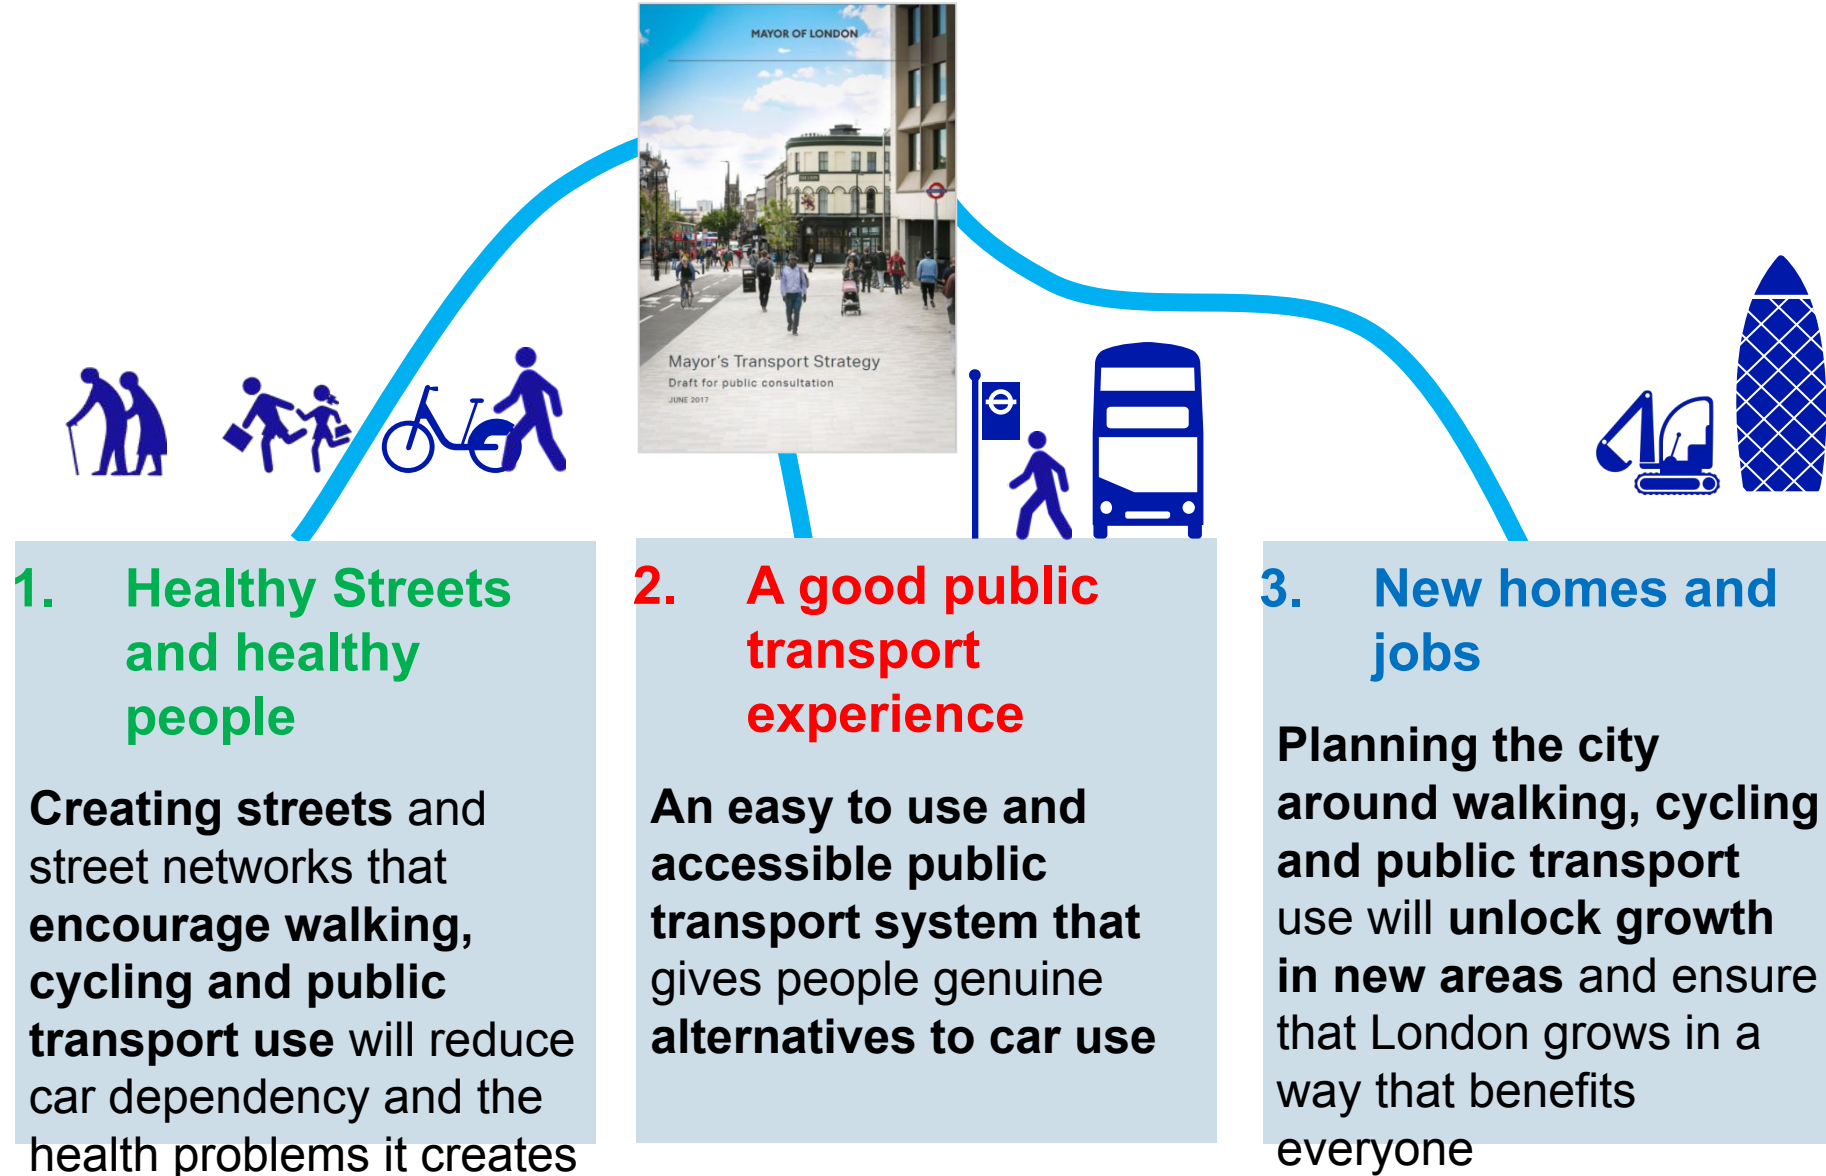 MAYOR OF LONDON
Mayor's Transport Strategy
Draft for public consultation
JUNE 2017
1. Healthy Streets
and healthy
people
Creating streets and
street networks that
encourage walking,
cycling and public
transport use will reduce
car dependency and the
health problems it creates
2. A good public
transport
experience
An easy to use and
accessible public
transport system that
gives people genuine
alternatives to car use
3. New homes and
jobs
Planning the city
around walking, cycling
and public transport
use will unlock growth
in new areas and ensure
that London grows in a
way that benefits
everyone